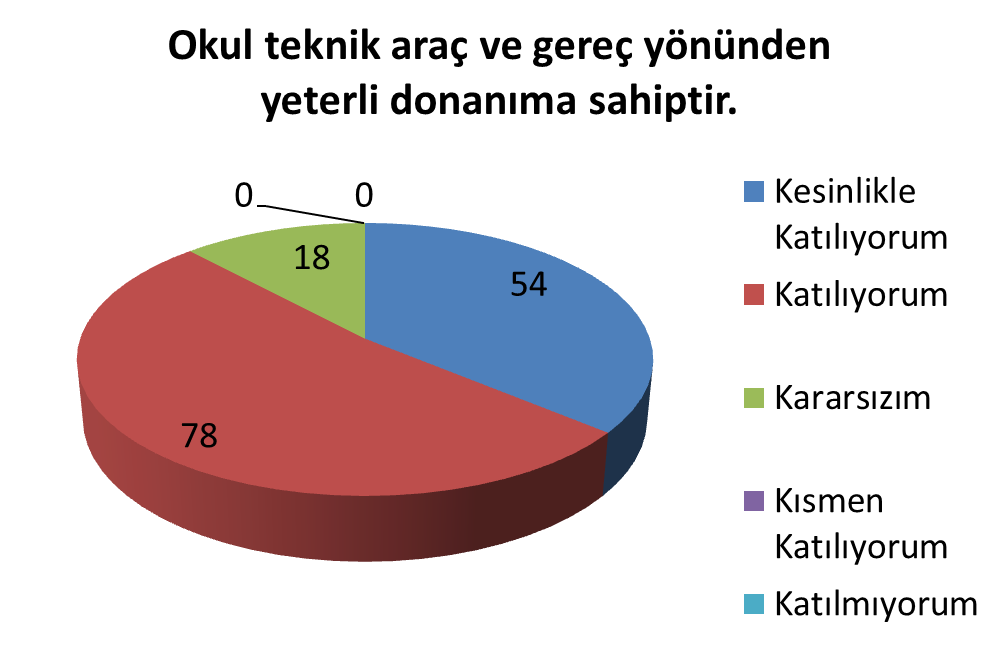 Okul teknik araç ve gereç yönünden
yeterli donanıma sahiptir.
0
0
18
54
78
Kesinlikle
Katılıyorum
Katılıyorum
Kararsızım
Kısmen
Katılıyorum
Katılmıyorum